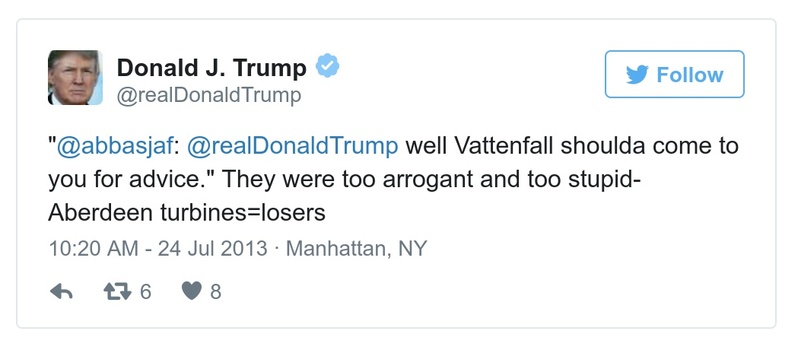 Donald J. Trump
@realDonaldTrump
Follow
"@abbasjaf: @realDonaldTrump well Vattenfall shoulda come to
you for advice." They were too arrogant and too stupid-
Aberdeen turbines=losers
10:20 AM - 24 Jul 2013 · Manhattan, NY
6 8